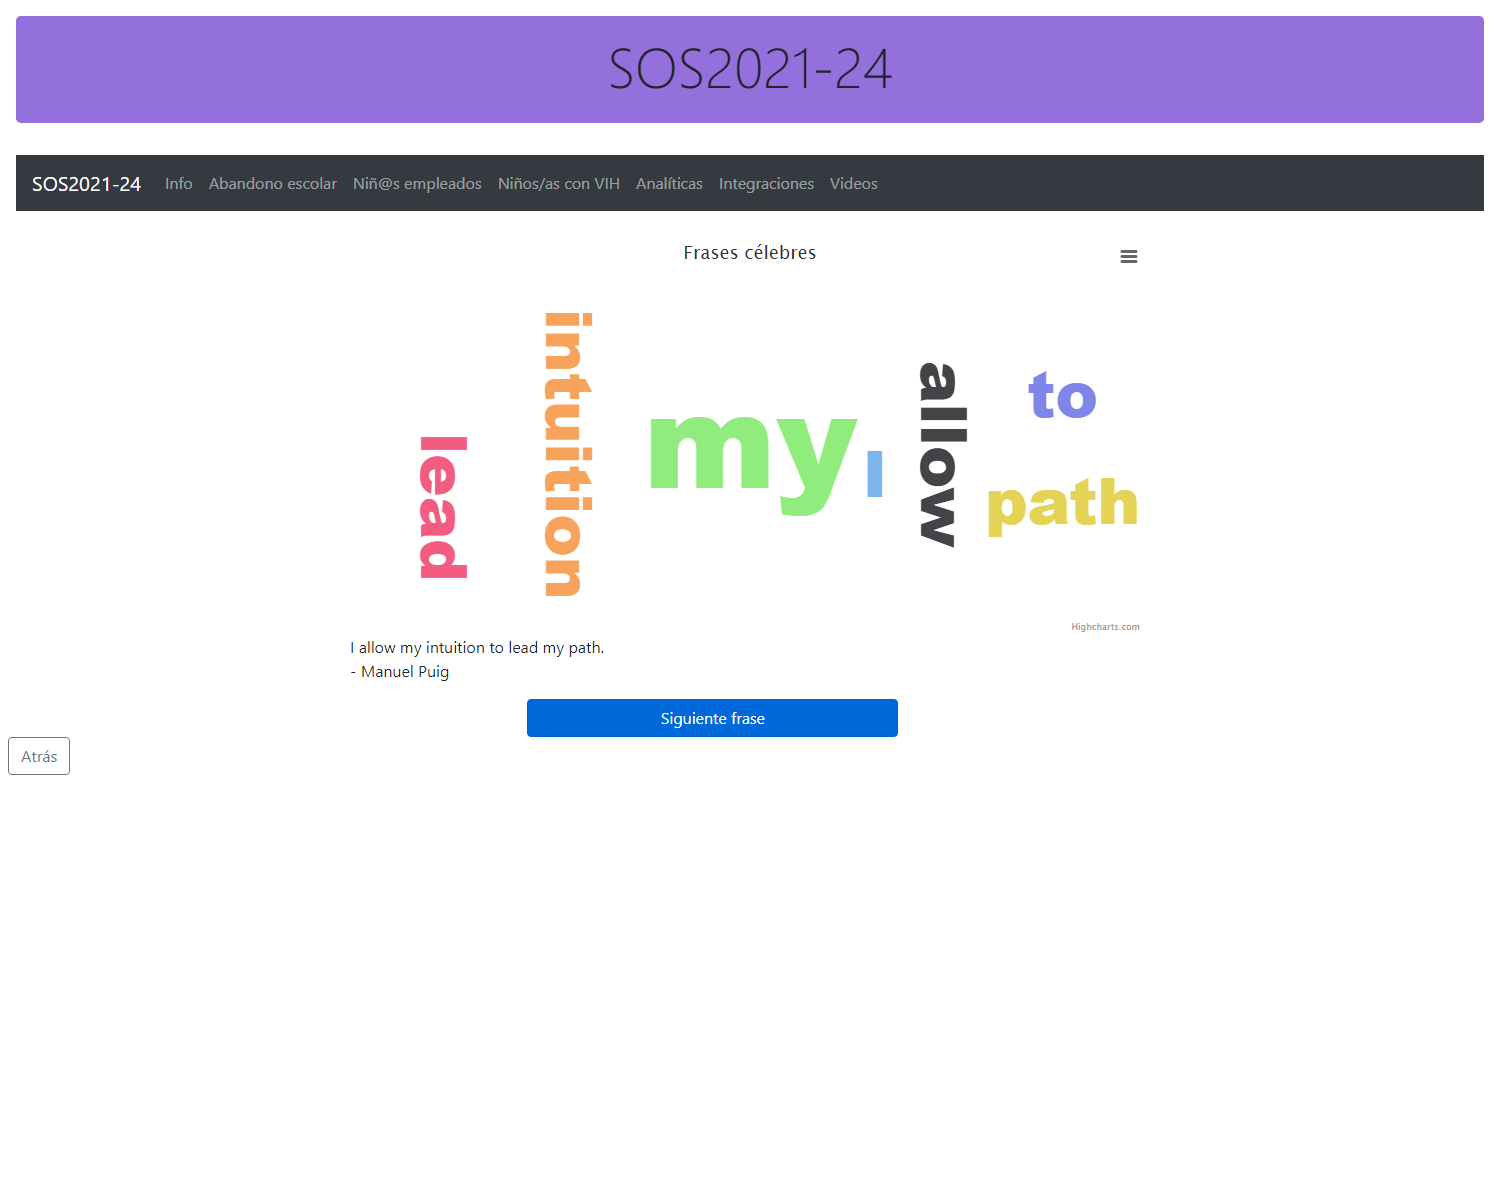 SOS2021-24
SOS2021-24 Info Abandono escolar Niñ@s empleados Niños/as con VIH Analíticas Integraciones Videos
Frases célebres
lead
intuition
my
I
allow
to
path
Highcharts.com
I allow my intuition to lead my path.
- Manuel Puig
Siguiente frase
Atrás